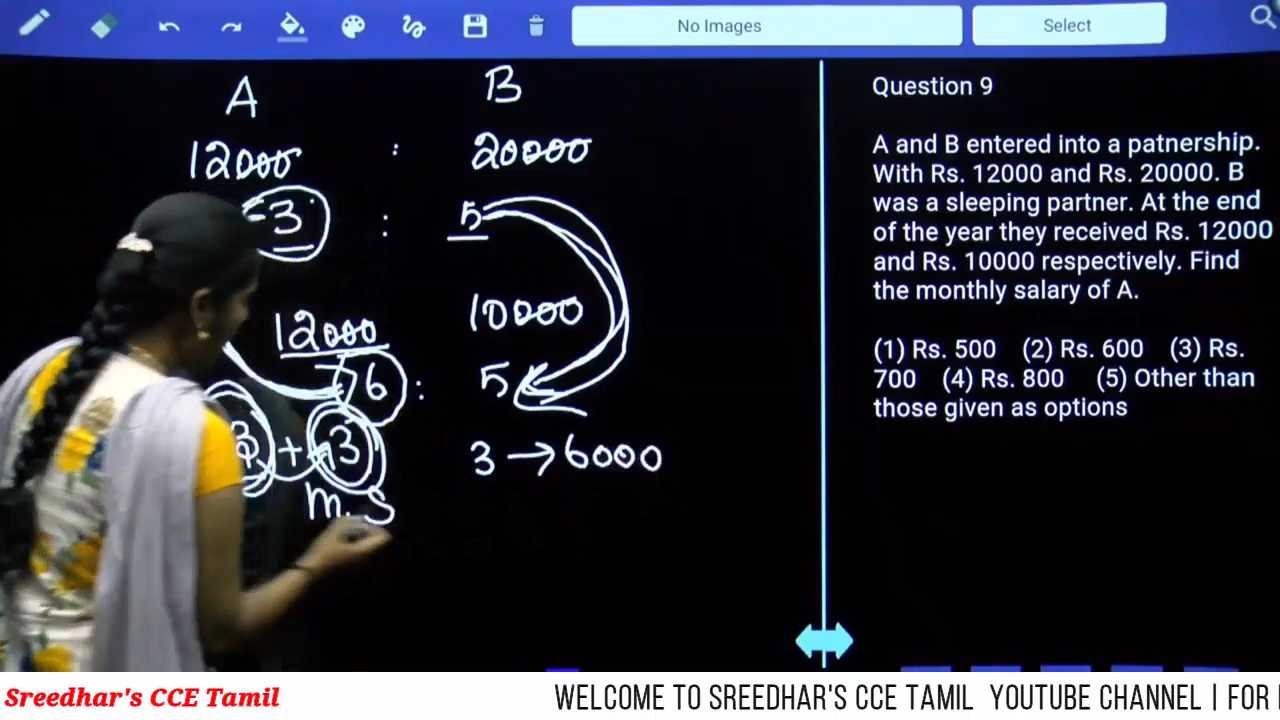 No Images
Select
A B
12000 : 20000
3 : 5
12000 10000
6 : 5
3 + 3 3 → 6000
M.S
Question 9
A and B entered into a patnership.
With Rs. 12000 and Rs. 20000. B
was a sleeping partner. At the end
of the year they received Rs. 12000
and Rs. 10000 respectively. Find
the monthly salary of A.
(1) Rs. 500 (2) Rs. 600 (3) Rs.
700 (4) Rs. 800 (5) Other than
those given as options
Sreedhar's CCE Tamil
WELCOME TO SREEDHAR'S CCE TAMIL YOUTUBE CHANNEL | FOR